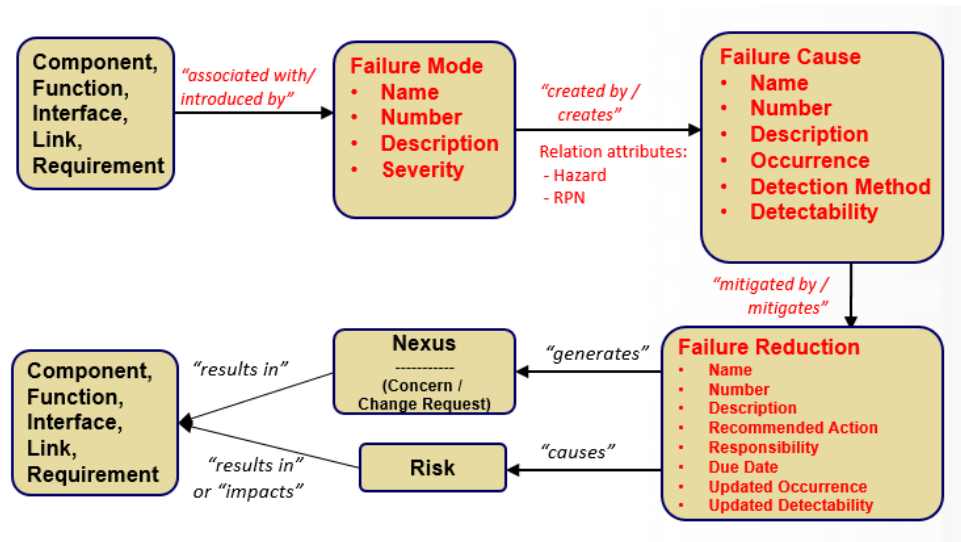 Component,
Function,
Interface,
Link,
Requirement
“associated with/
introduced by”
Failure Mode
• Name
• Number
• Description
• Severity
“created by /
creates”
Relation attributes:
- Hazard
- RPN
Failure Cause
• Name
• Number
• Description
• Occurrence
• Detection Method
• Detectability
“mitigated by /
mitigates”
Failure Reduction
• Name
• Number
• Description
• Recommended Action
• Responsibility
• Due Date
• Updated Occurrence
• Updated Detectability
“generates”
Nexus
-----------
(Concern /
Change Request)
“causes”
Risk
“results in”
“results in”
or “impacts”
Component,
Function,
Interface,
Link,
Requirement